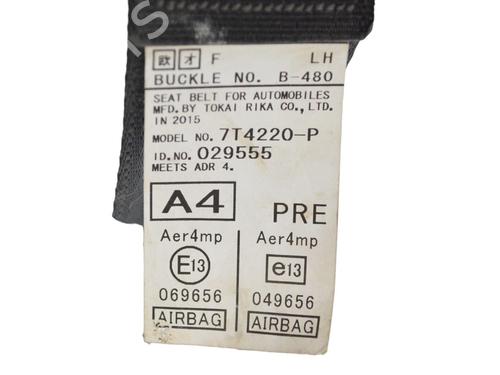 欧 オ F LH
BUCKLE NO. B-480
SEAT BELT FOR AUTOMOBILES
MFD. BY TOKAI RIKA CO., LTD.
IN 2015
MODEL NO. 7T4220-P
ID. NO. 029555
MEETS ADR 4.
A4 PRE
Aer4mp Aer4mp
E13 e13
069656 049656
AIRBAG AIRBAG